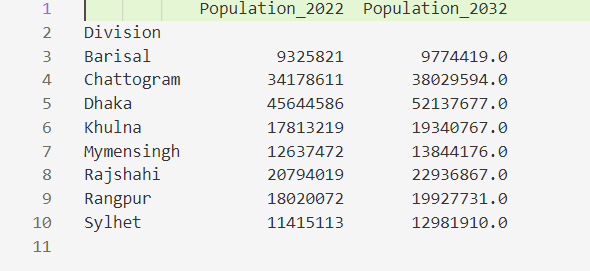 1 Population_2022 Population_2032
2 Division
3 Barisal 9325821 9774419.0
4 Chattogram 34178611 38029594.0
5 Dhaka 45644586 52137677.0
6 Khulna 17813219 19340767.0
7 Mymensingh 12637472 13844176.0
8 Rajshahi 20794019 22936867.0
9 Rangpur 18020072 19927731.0
10 Sylhet 11415113 12981910.0
11